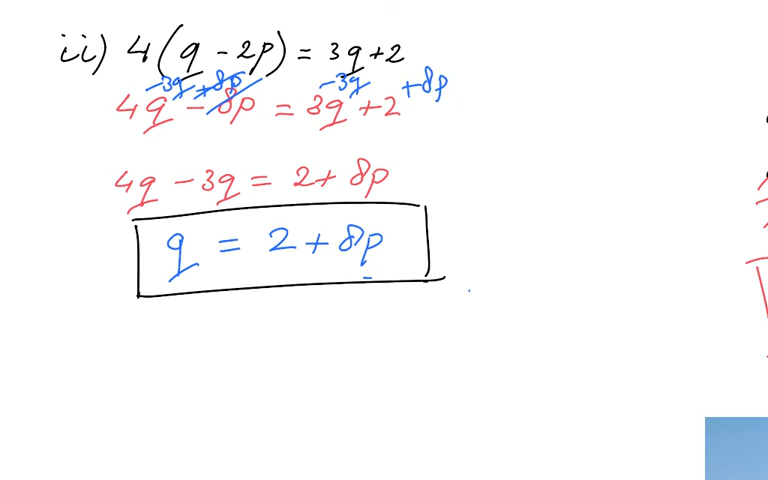 ii) 4(q - 2p) = 3q + 2
-3q +8p -3q +8p
4q - 8p = 3q + 2
4q - 3q = 2 + 8p
q = 2 + 8p